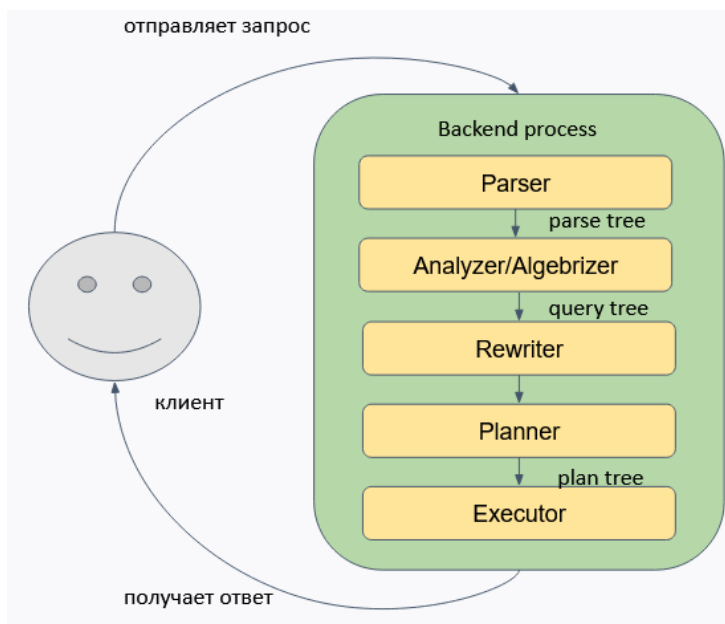 отправляет запрос
Backend process
Parser
parse tree
Analyzer/Algebrizer
query tree
Rewriter
клиент
Planner
plan tree
Executor
получает ответ